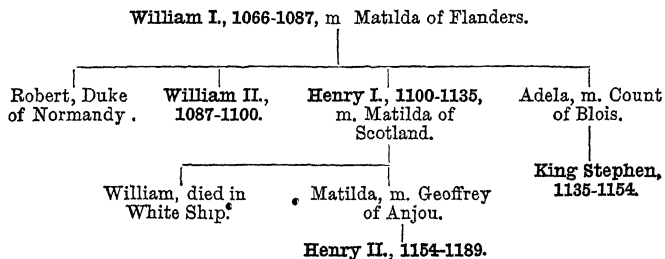 William I., 1066-1087, m Matilda of Flanders.
Robert, Duke of Normandy.
William II., 1087-1100.
Henry I., 1100-1135, m. Matilda of Scotland.
Adela, m. Count of Blois.
King Stephen, 1135-1154.
William, died in White Ship.
Matilda, m. Geoffrey of Anjou.
Henry II., 1154-1189.